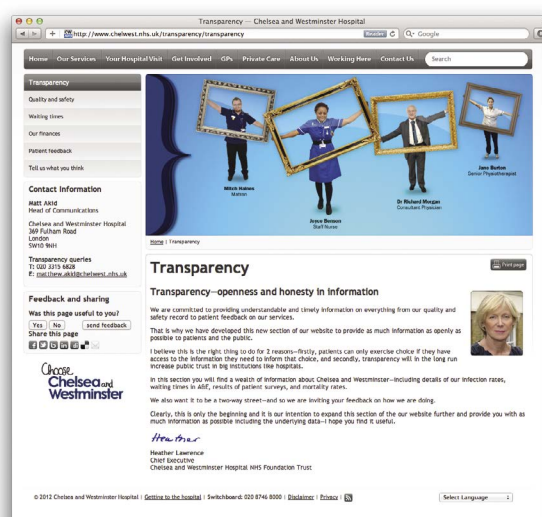 Transparency — Chelsea and Westminster Hospital
http://www.chelwest.nhs.uk/transparency/transparency
Reader
Google
Home Our Services Your Hospital Visit Get Involved GPs Private Care About Us Working Here Contact Us Search
Transparency
Quality and safety
Waiting times
Our finances
Patient feedback
Tell us what you think
Contact Information
Matt Akid
Head of Communications
Chelsea and Westminster Hospital
369 Fulham Road
London
SW10 9NH
Transparency queries
T: 020 3315 6828
E: matthew.akid@chelwest.nhs.uk
Feedback and sharing
Was this page useful to you?
Yes No send feedback
Share this page
Choose
Chelsea and
Westminster
Matron
Joyce Benson
Staff Nurse
Dr Richard Morgan
Consultant Physician
Jane Burton
Senior Physiotherapist
Home | Transparency
Transparency
Print page
Transparency—openness and honesty in information
We are committed to providing understandable and timely information on everything from our quality and
safety record to patient feedback on our services.
That is why we have developed this new section of our website to provide as much information as openly as
possible to patients and the public.
I believe this is the right thing to do for 2 reasons—firstly, patients can only exercise choice if they have
access to the information they need to inform that choice, and secondly, transparency will in the long run
increase public trust in big institutions like hospitals.
In this section you will find a wealth of information about Chelsea and Westminster—including details of our infection rates,
waiting times in A&E, results of patient surveys, and mortality rates.
We also want it to be a two-way street—and so we are inviting your feedback on how we are doing.
Clearly, this is only the beginning and it is our intention to expand this section of our website further and provide you with as
much information as possible including the underlying data—I hope you find it useful.
Heather
Heather Lawrence
Chief Executive
Chelsea and Westminster Hospital NHS Foundation Trust
© 2012 Chelsea and Westminster Hospital | Getting to the hospital | Switchboard: 020 8746 8000 | Disclaimer | Privacy |
Select Language